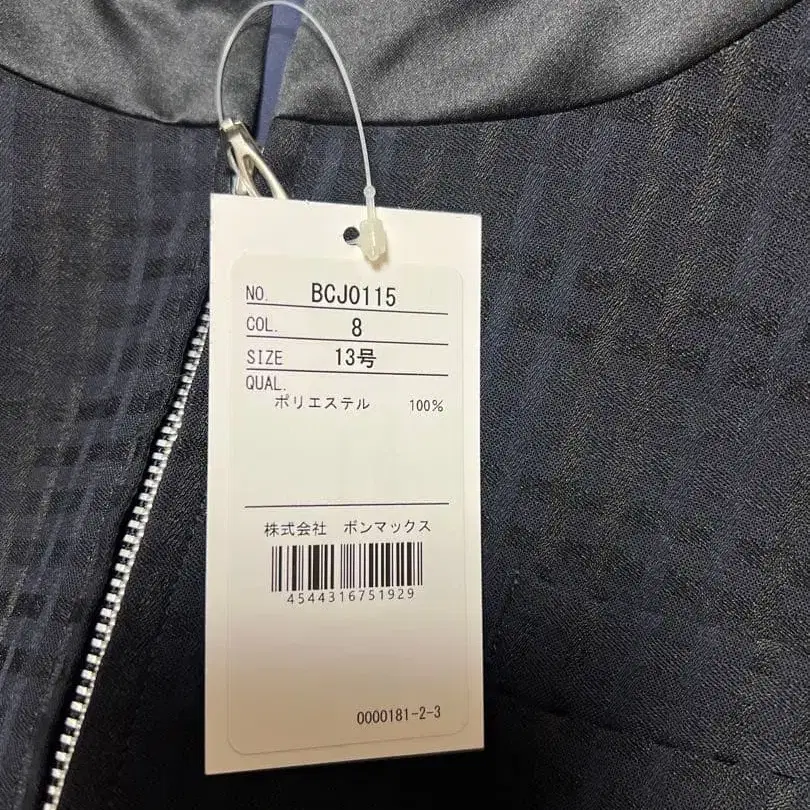 NO. BCJ0115
COL. 8
SIZE 13号
QUAL.
ポリエステル 100%
株式会社 ボンマックス
4544316751929
0000181-2-3